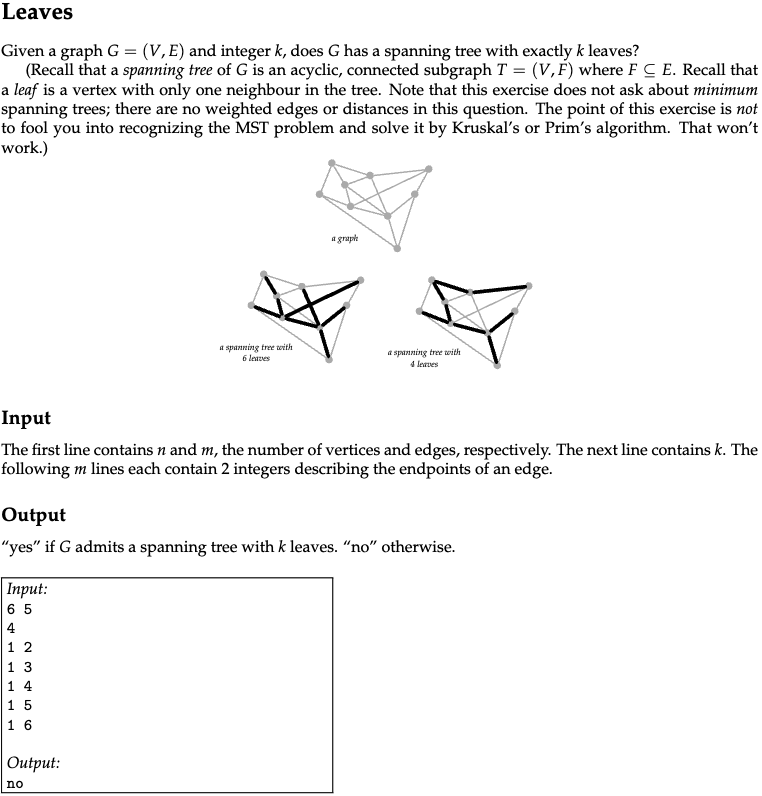 Leaves
Given a graph G = (V, E) and integer k, does G has a spanning tree with exactly k leaves?
(Recall that a spanning tree of G is an acyclic, connected subgraph T = (V, F) where F ⊆ E. Recall that
a leaf is a vertex with only one neighbour in the tree. Note that this exercise does not ask about minimum
spanning trees; there are no weighted edges or distances in this question. The point of this exercise is not
to fool you into recognizing the MST problem and solve it by Kruskal's or Prim's algorithm. That won't
work.)
a graph
a spanning tree with
6 leaves
a spanning tree with
4 leaves
Input
The first line contains n and m, the number of vertices and edges, respectively. The next line contains k. The
following m lines each contain 2 integers describing the endpoints of an edge.
Output
“yes” if G admits a spanning tree with k leaves. “no” otherwise.
Input:
6 5
4
1 2
1 3
1 4
1 5
1 6
Output:
no